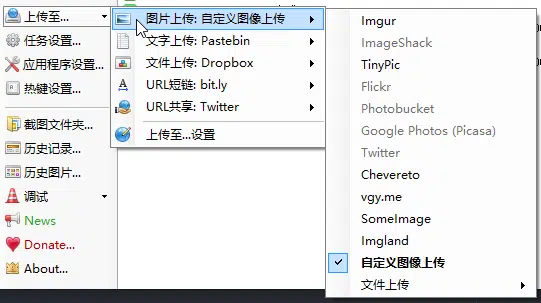 上传至...
任务设置...
应用程序设置...
热键设置...
截图文件夹...
历史记录...
历史图片...
调试
News
Donate...
About...
图片上传: 自定义图像上传
文字上传: Pastebin
文件上传: Dropbox
URL短链: bit.ly
URL共享: Twitter
上传至...设置
Imgur
ImageShack
TinyPic
Flickr
Photobucket
Google Photos (Picasa)
Twitter
Chevereto
vgy.me
SomeImage
Imgland
自定义图像上传
文件上传